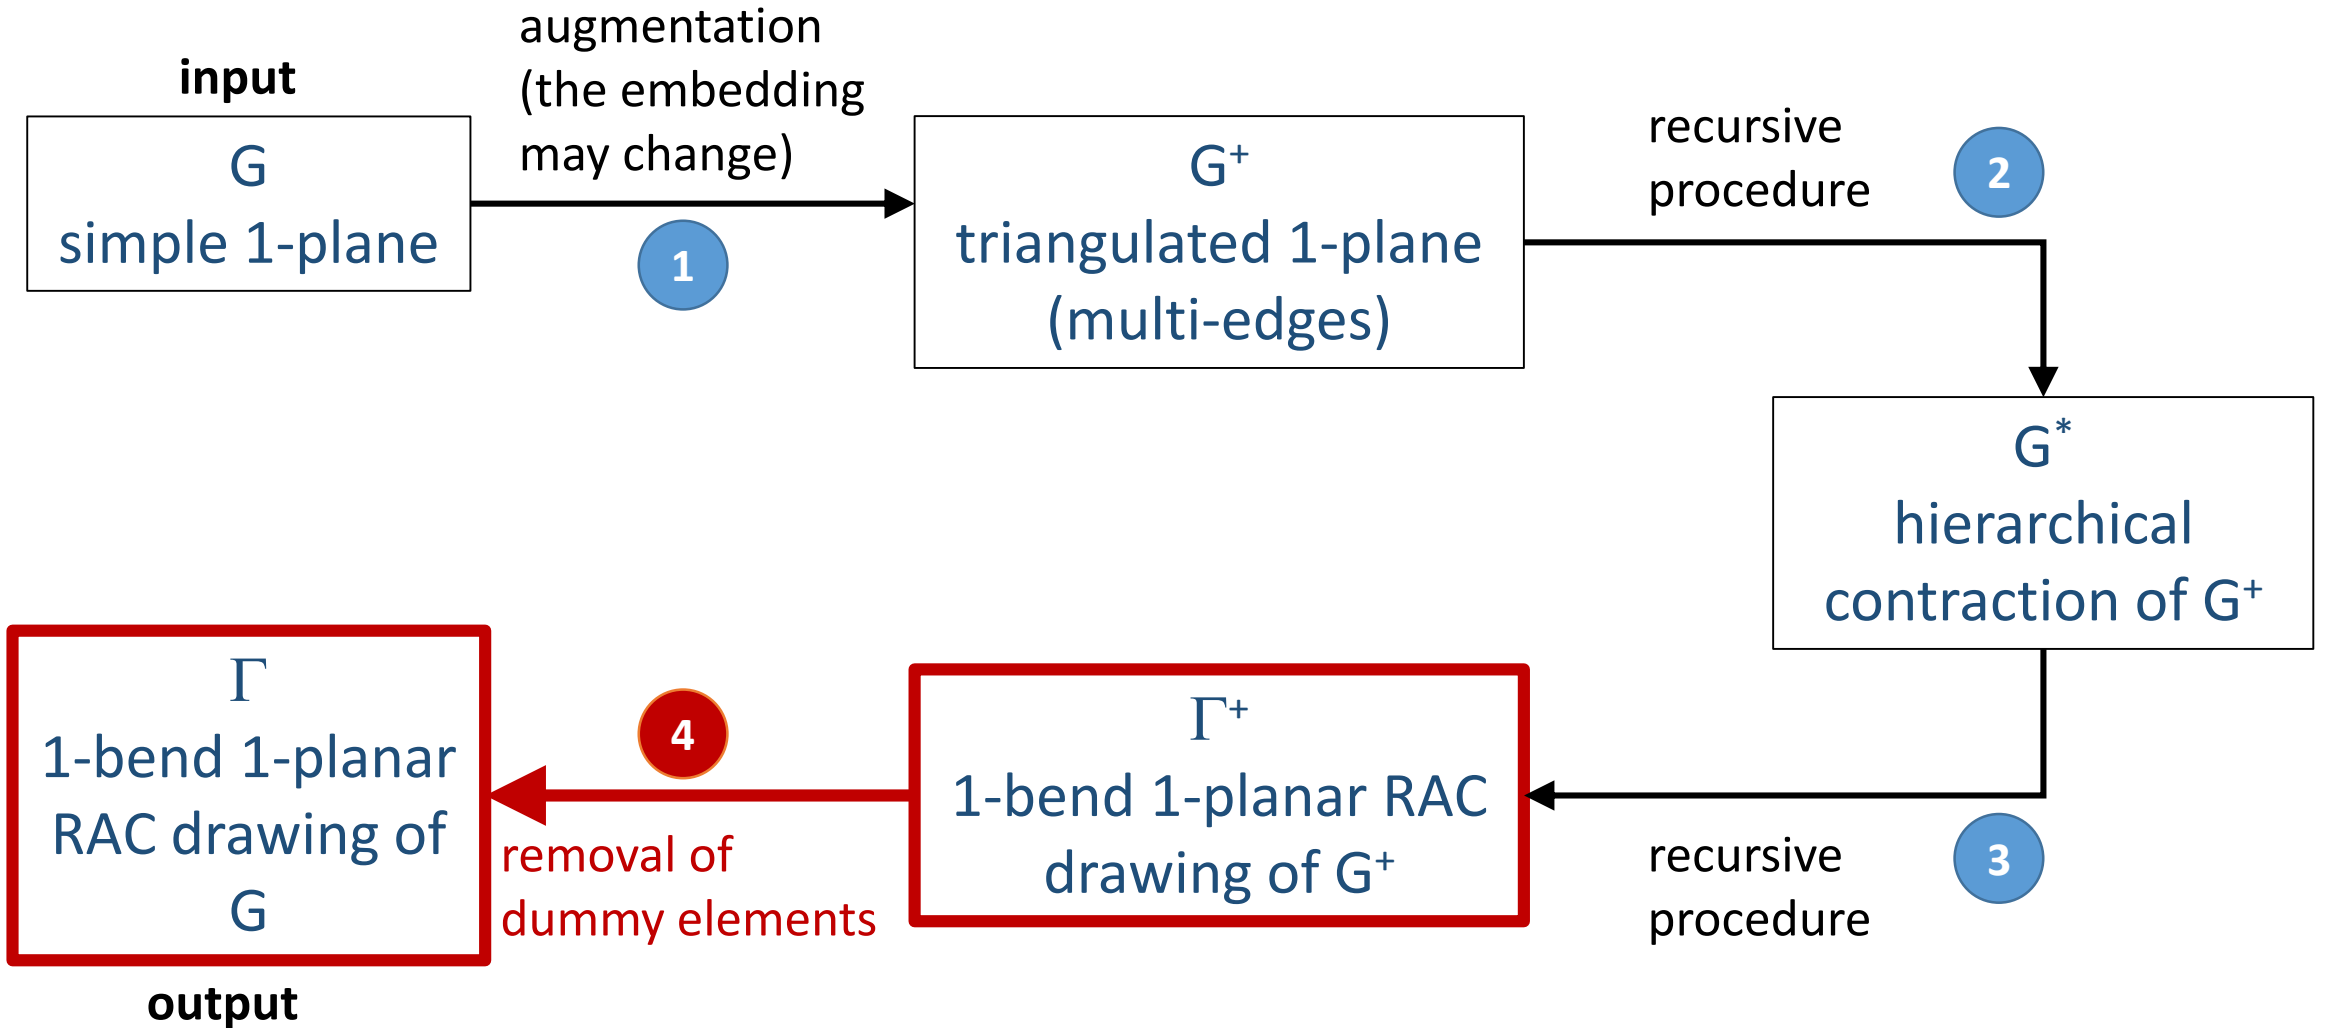 input
G
simple 1-plane
augmentation
(the embedding
may change)
1
G⁺
triangulated 1-plane
(multi-edges)
recursive
procedure
2
G*
hierarchical
contraction of G⁺
recursive
procedure
3
Γ⁺
1-bend 1-planar RAC
drawing of G⁺
4
removal of
dummy elements
Γ
1-bend 1-planar
RAC drawing of
G
output